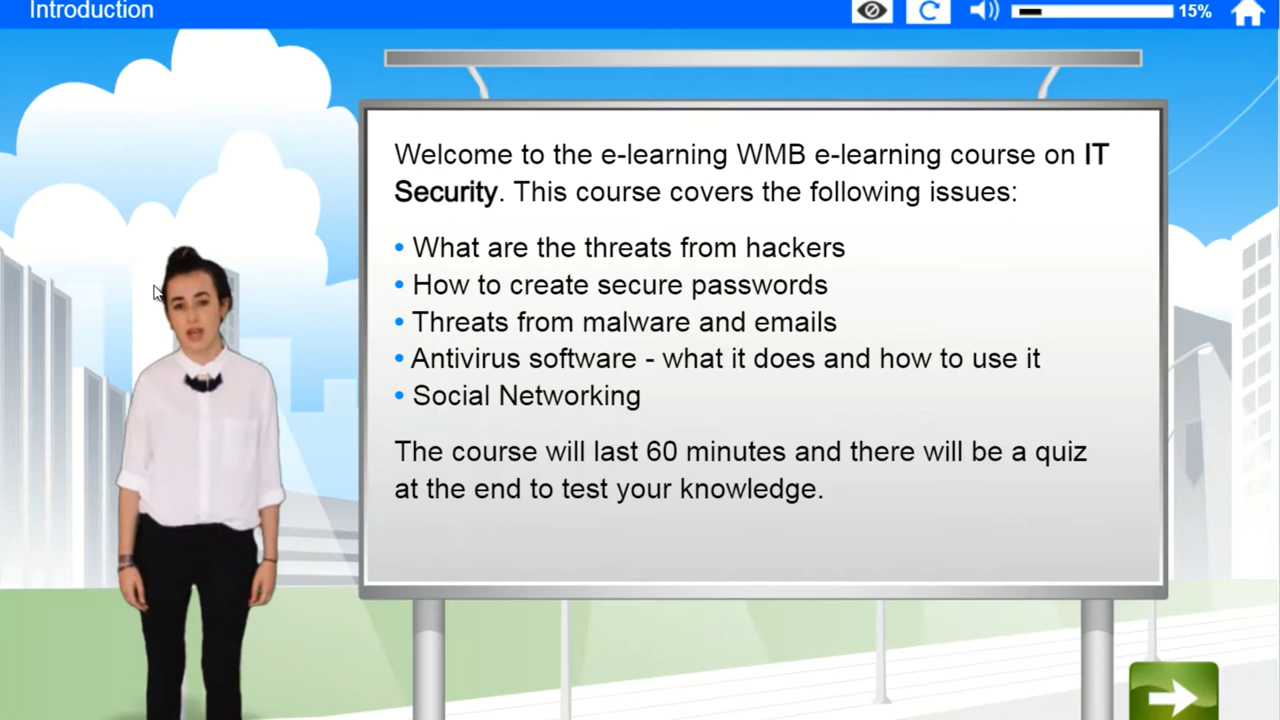 Introduction
15%
Welcome to the e-learning WMB e-learning course on IT
Security. This course covers the following issues:
• What are the threats from hackers
• How to create secure passwords
• Threats from malware and emails
• Antivirus software - what it does and how to use it
• Social Networking
The course will last 60 minutes and there will be a quiz
at the end to test your knowledge.